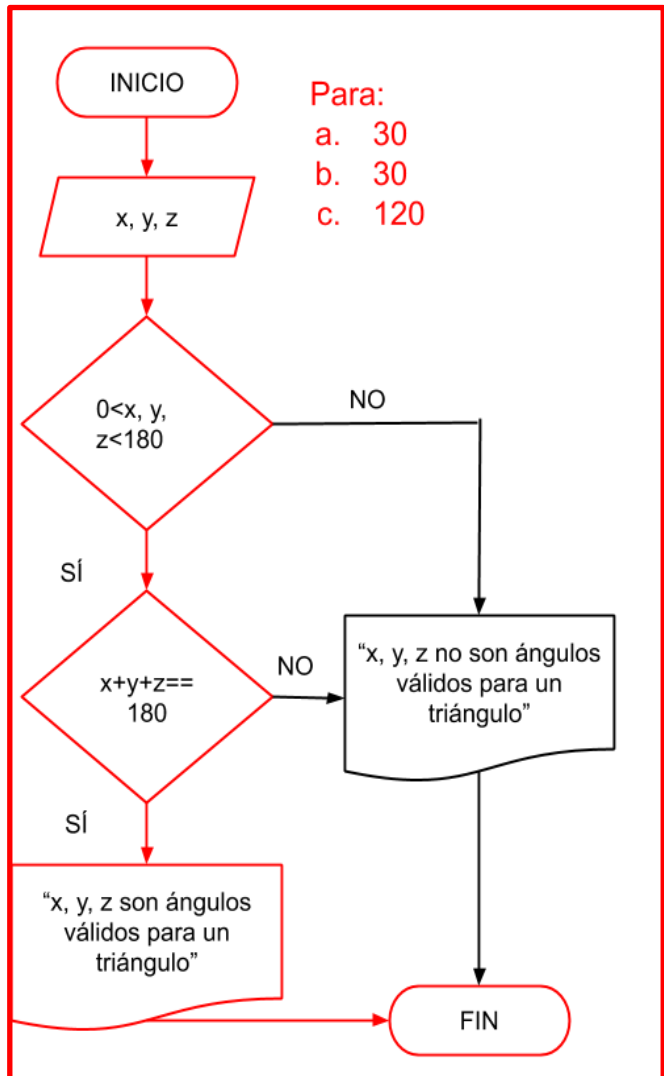 INICIO
Para:
a. 30
b. 30
c. 120
x, y, z
0<x, y,
z<180
NO
SÍ
x+y+z==
180
NO
“x, y, z no son ángulos
válidos para un
triángulo”
SÍ
“x, y, z son ángulos
válidos para un
triángulo”
FIN